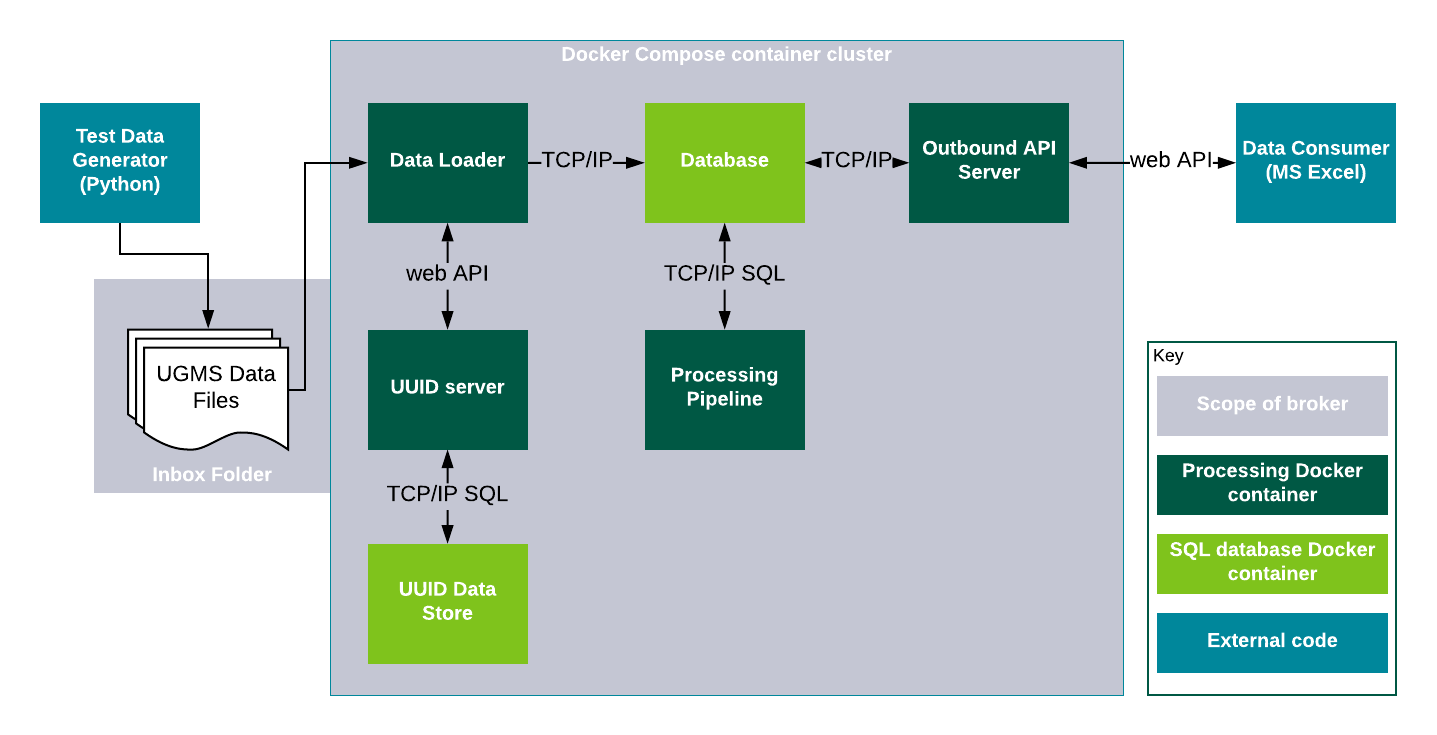 Docker Compose container cluster
Test Data
Generator
(Python)
Data Loader
TCP/IP
Database
TCP/IP
Outbound API
Server
web API
Data Consumer
(MS Excel)
web API
TCP/IP SQL
UGMS Data
Files
Inbox Folder
UUID server
Processing
Pipeline
TCP/IP SQL
UUID Data
Store
Key
Scope of broker
Processing Docker
container
SQL database Docker
container
External code